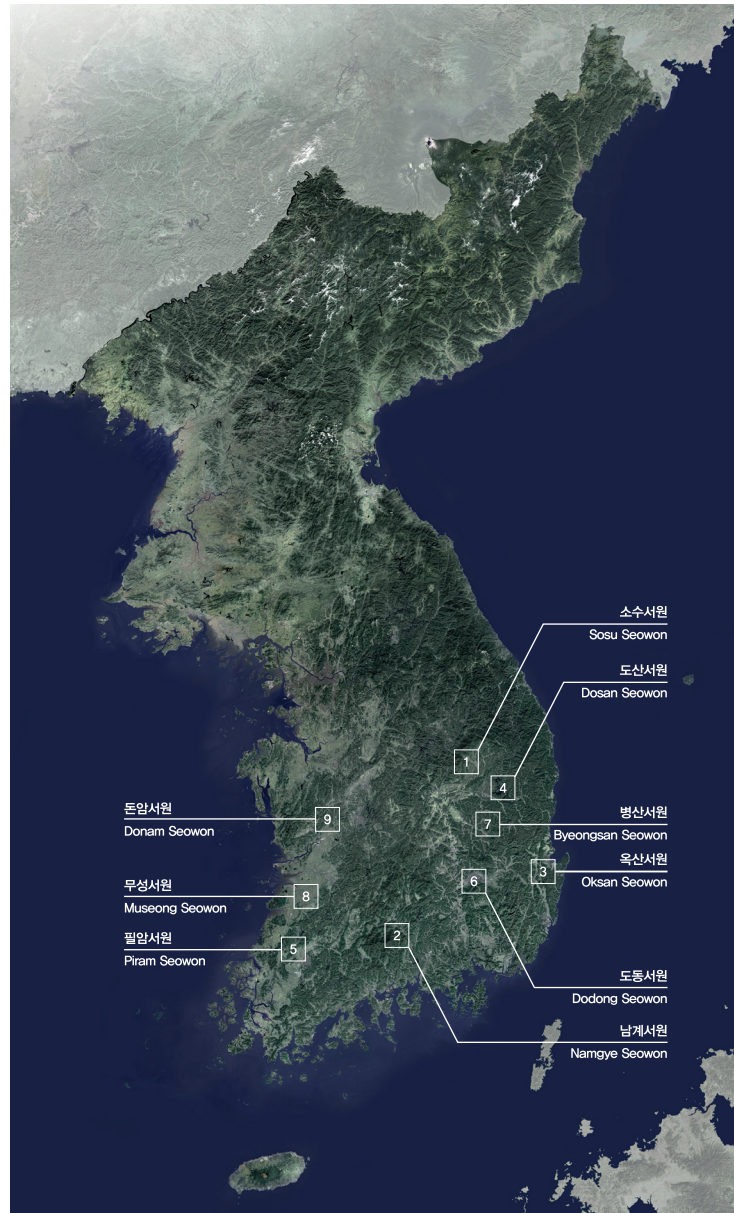 소수서원
Sosu Seowon
도산서원
Dosan Seowon
1
4
돈암서원
Donam Seowon
9
7
병산서원
Byeongsan Seowon
옥산서원
Oksan Seowon
3
6
무성서원
Museong Seowon
8
필암서원
Piram Seowon
5
2
도동서원
Dodong Seowon
남계서원
Namgye Seowon